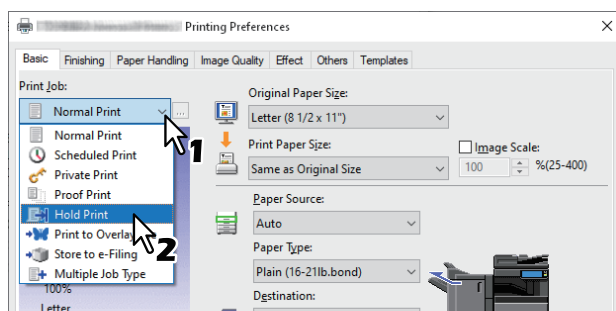 Printing Preferences
Basic Finishing Paper Handling Image Quality Effect Others Templates
Print Job:
Normal Print
...
Normal Print
Scheduled Print
Private Print
Proof Print
Hold Print
Print to Overlay
Store to e-Filing
Multiple Job Type
100%
Letter
1
2
Original Paper Size:
Letter (8 1/2 x 11")
Print Paper Size:
Same as Original Size
Image Scale:
100 %(25-400)
Paper Source:
Auto
Paper Type:
Plain (16-21lb.bond)
Destination: